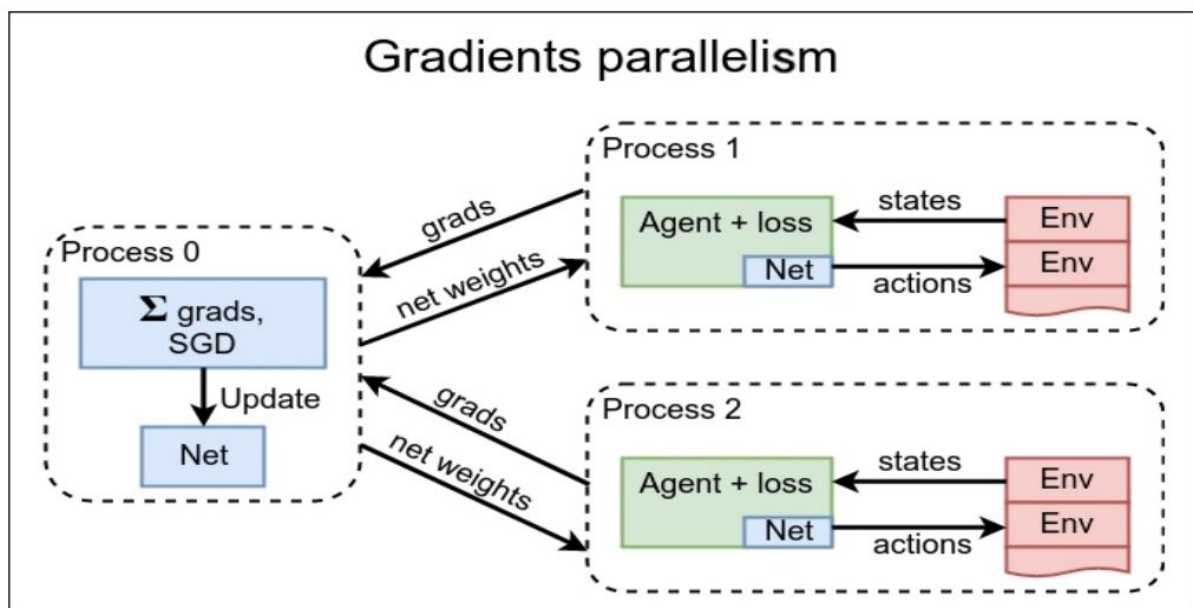 Gradients parallelism
Process 0
Σ grads,
SGD
Update
Net
grads
net weights
grads
net weights
Process 1
Agent + loss
Net
states
actions
Env
Env
Process 2
Agent + loss
Net
states
actions
Env
Env